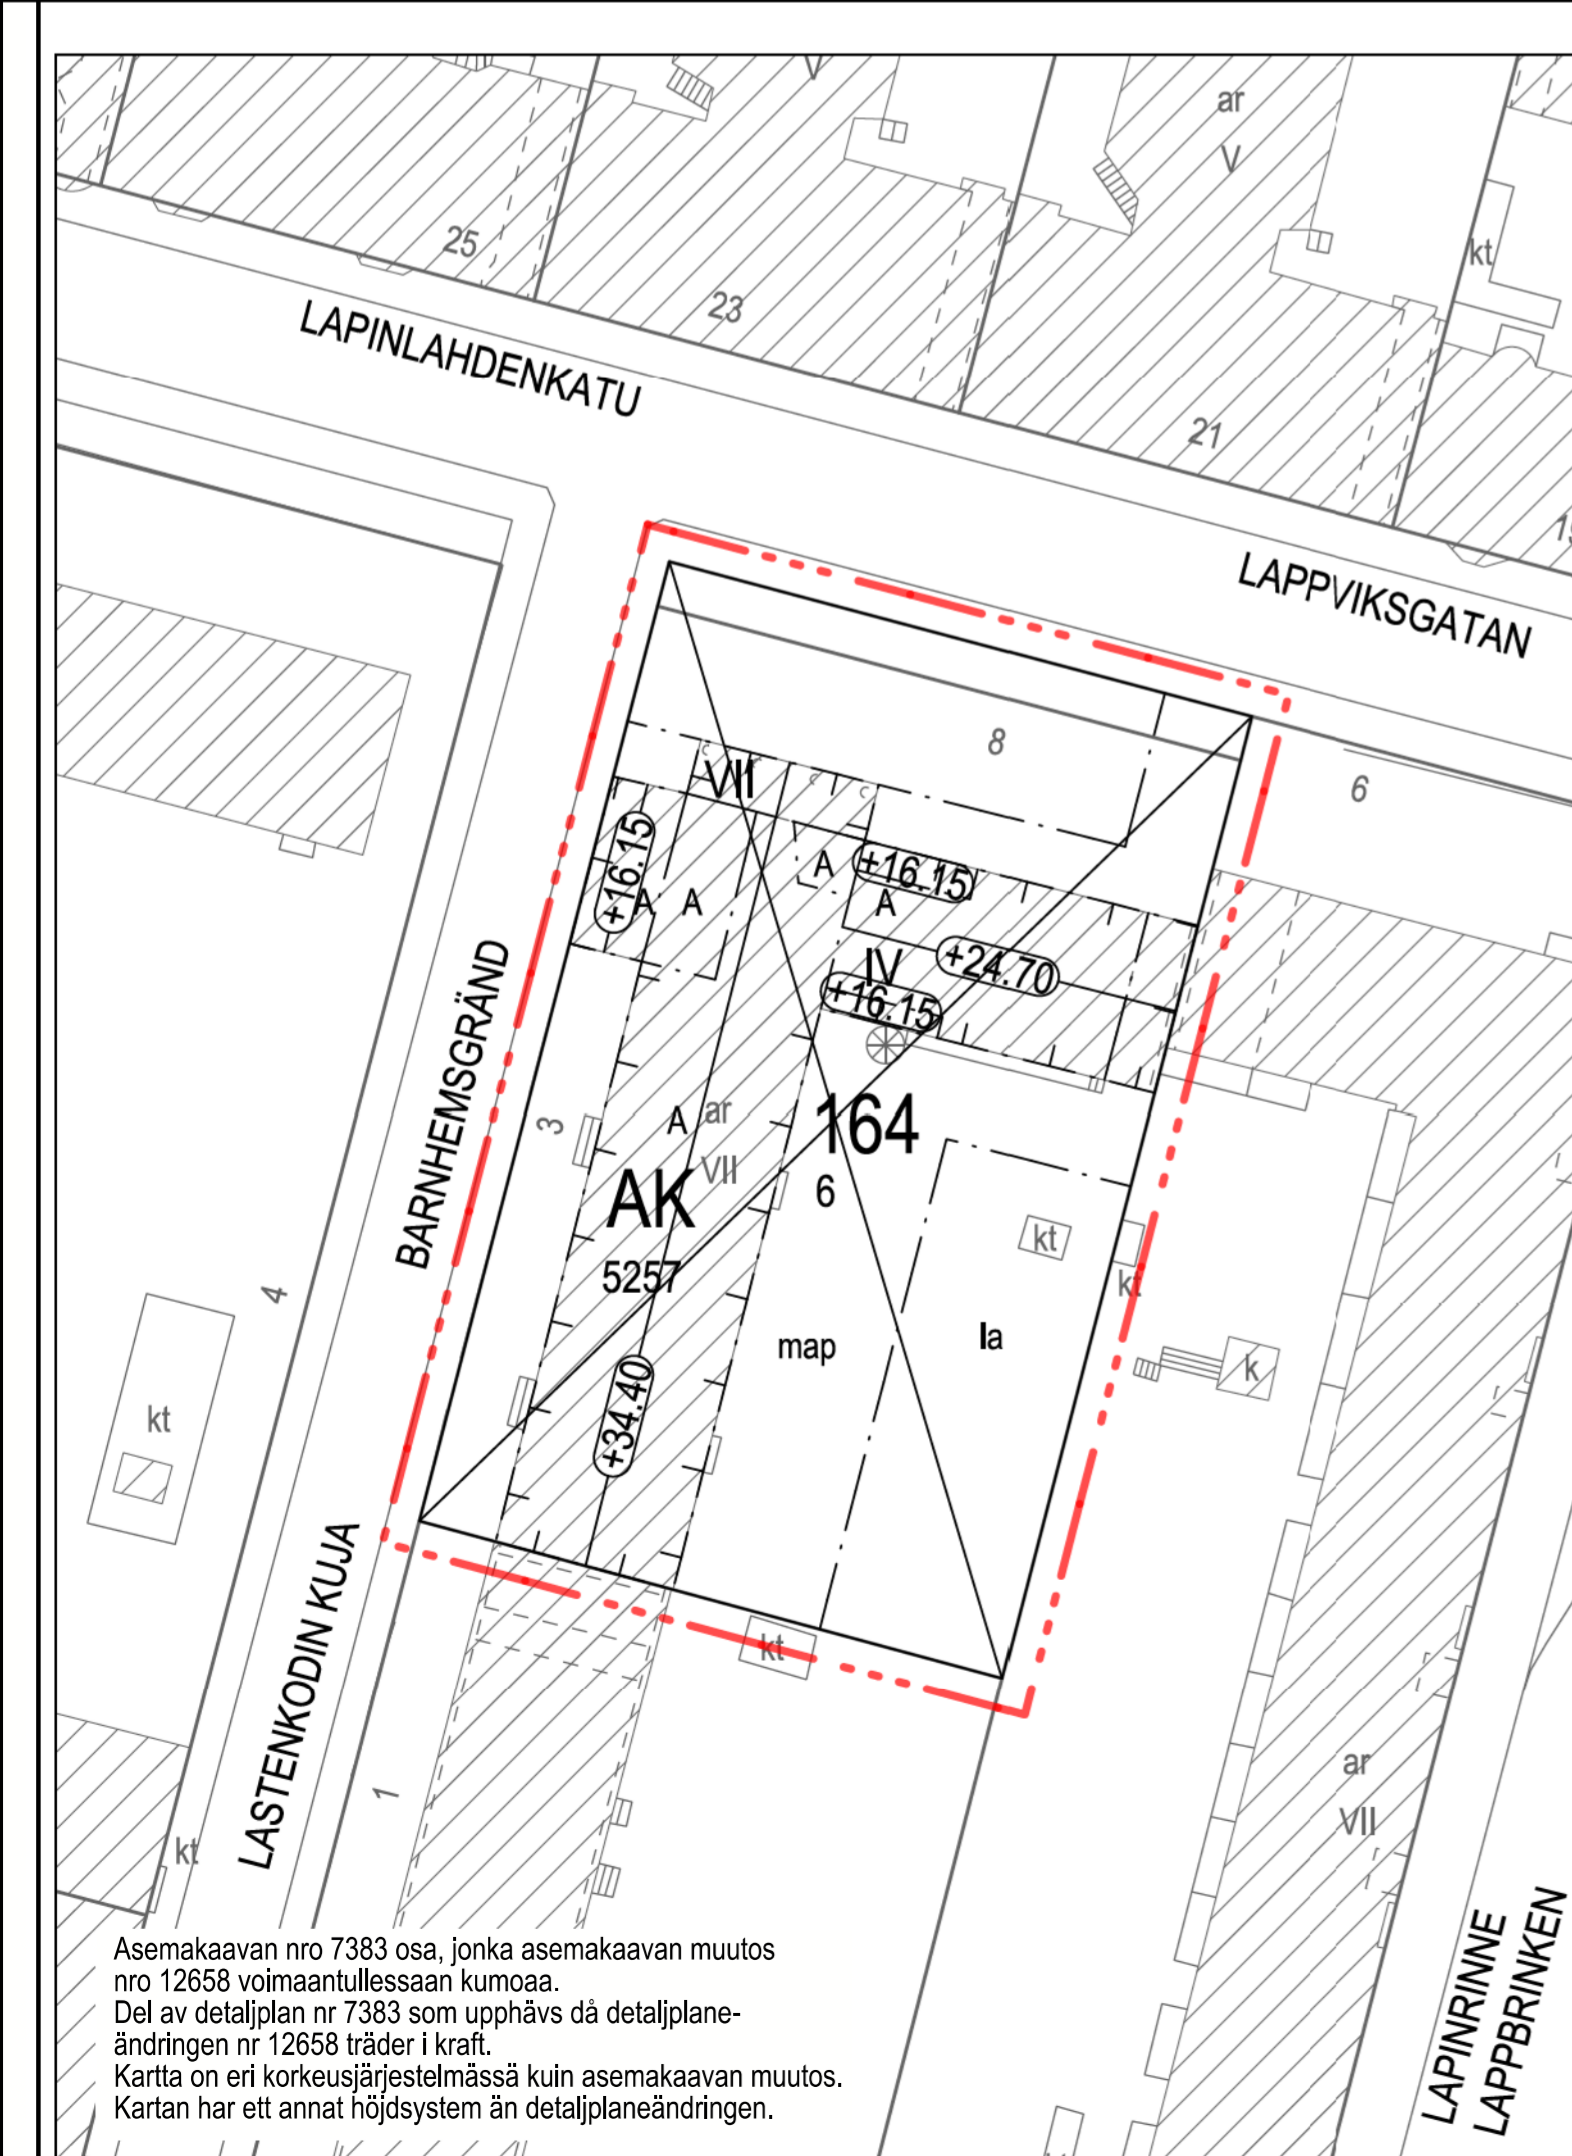 V
ar
V
kt
25
23
21
LAPINLAHDENKATU
LAPPVIKSGATAN
8
6
VII
+16.15
A
+16.15
A
A
A
IV
+24.70
+16.15
BARNHEMSGRÄND
3
A
ar
VII
164
6
AK
5257
kt
kt
map
Ia
k
4
kt
+34.40
LASTENKODIN KUJA
kt
1
kt
ar
VII
LAPINRINNE
LAPPBRINKEN
Asemakaavan nro 7383 osa, jonka asemakaavan muutos
nro 12658 voimaantullessaan kumoaa.
Del av detaljplan nr 7383 som upphävs då detaljplane-
ändringen nr 12658 träder i kraft.
Kartta on eri korkeusjärjestelmässä kuin asemakaavan muutos.
Kartan har ett annat höjdsystem än detaljplaneändringen.